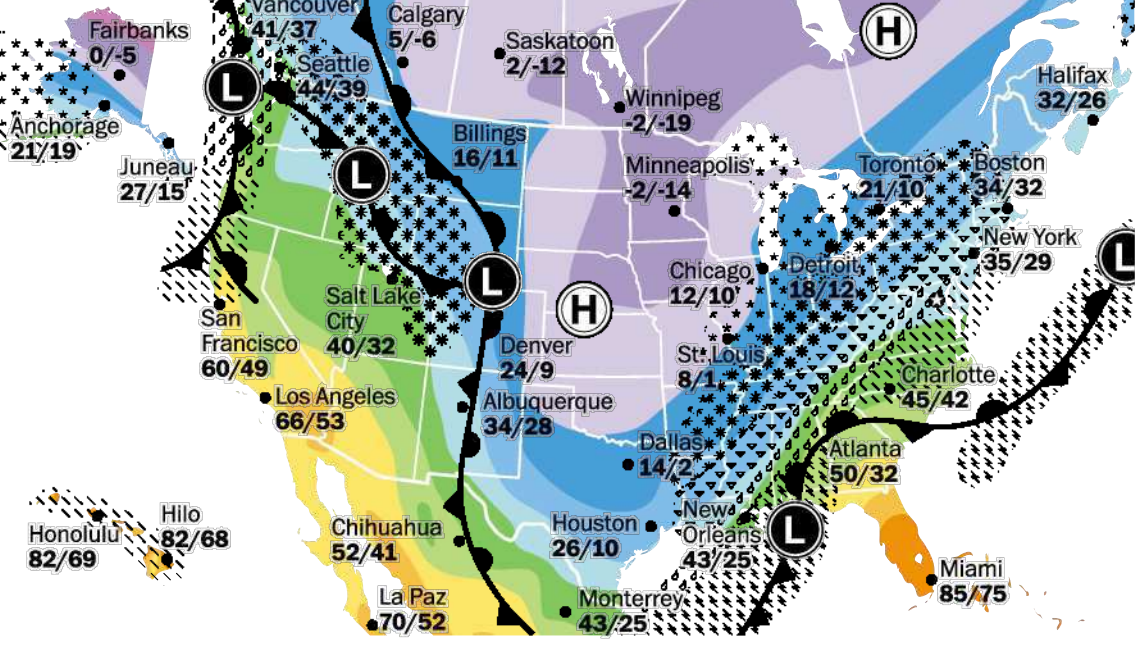 Vancouver
41/37
Calgary
5/-6
Fairbanks
0/-5
H
Saskatoon
2/-12
Seattle
44/39
L
Halifax
32/26
Winnipeg
-2/-19
Anchorage
21/19
Billings
16/11
Juneau
27/15
L
Minneapolis
-2/-14
Toronto
21/10
Boston
34/32
New York
35/29
L
Chicago
12/10
Detroit
18/12
L
H
Salt Lake
City
40/32
San
Francisco
60/49
Denver
24/9
St. Louis
8/1
Los Angeles
66/53
Albuquerque
34/28
Charlotte
45/42
Dallas
14/2
Atlanta
50/32
Honolulu
82/69
Hilo
82/68
Chihuahua
52/41
Houston
26/10
New
Orleans
43/25
L
Miami
85/75
La Paz
70/52
Monterrey
43/25